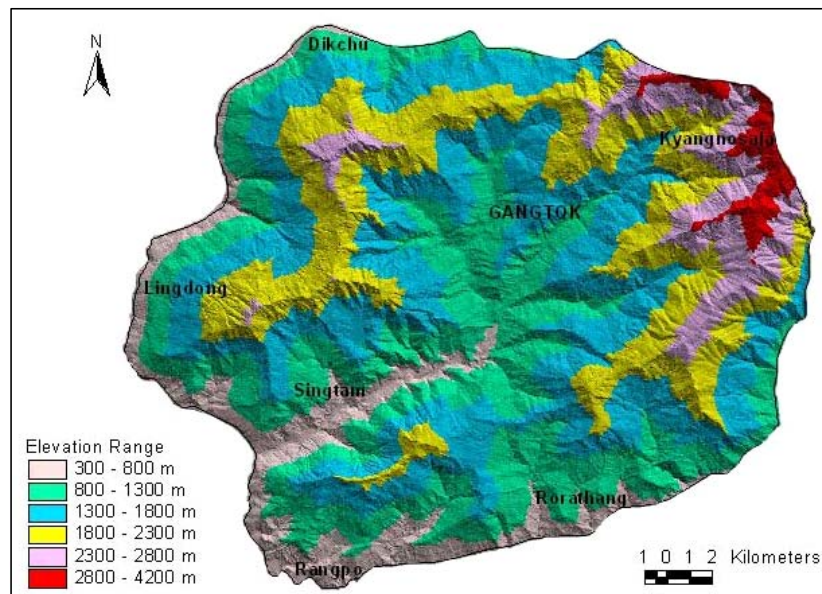 N
Dikchu
Kyangnosala
GANGTOK
Lingdong
Singtam
Rorathang
Rangpo
Elevation Range
300 - 800 m
800 - 1300 m
1300 - 1800 m
1800 - 2300 m
2300 - 2800 m
2800 - 4200 m
1 0 1 2 Kilometers